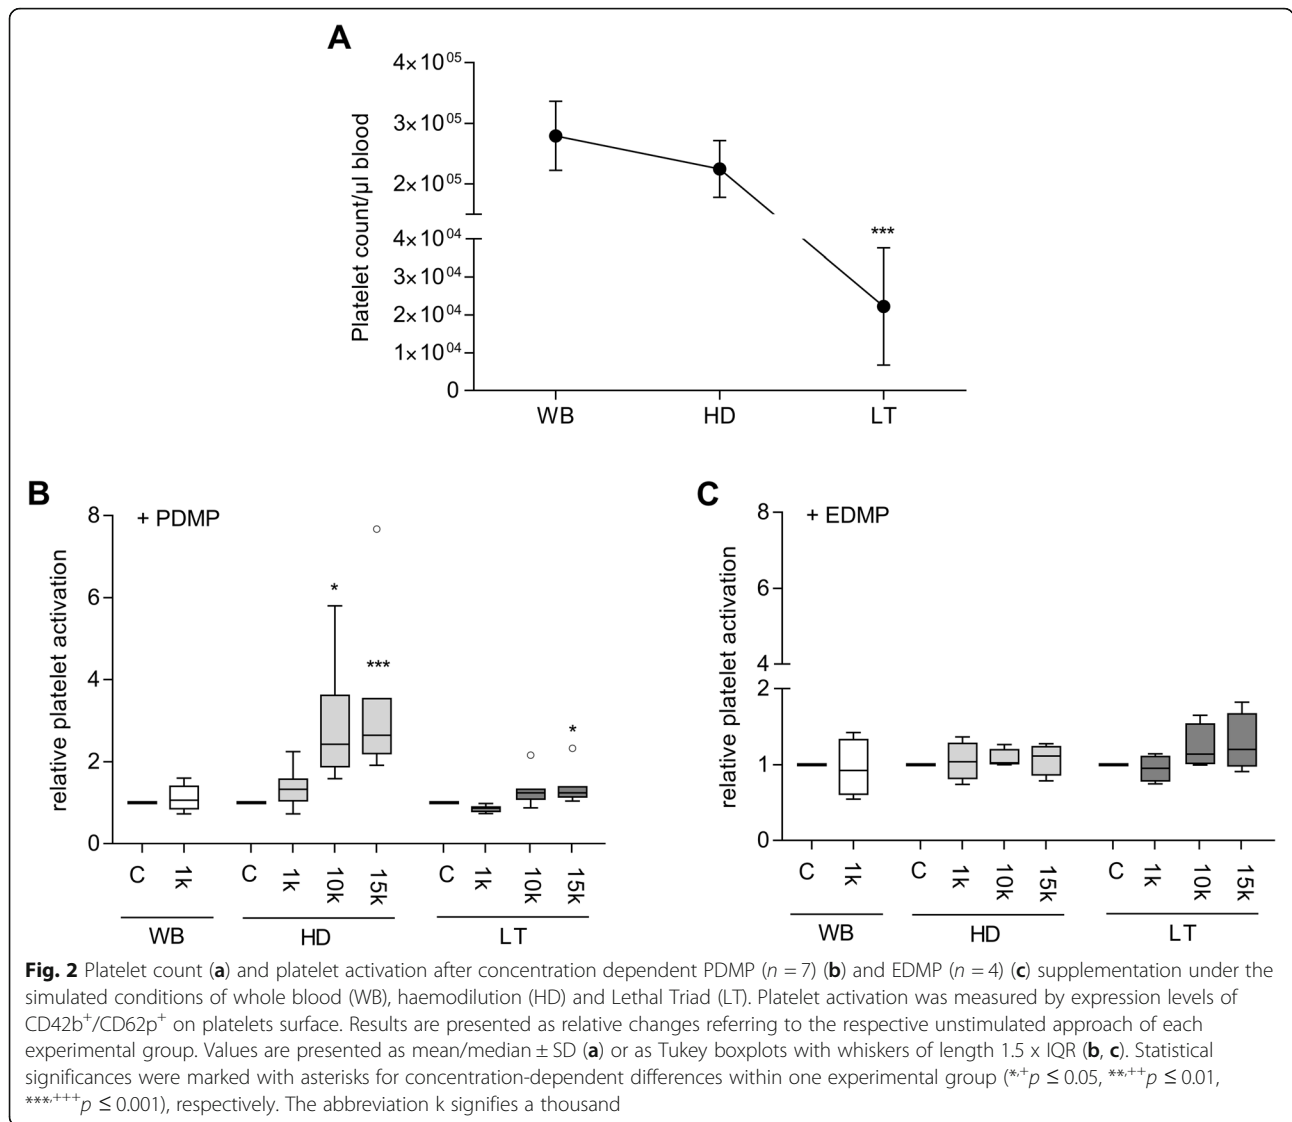 A
4×10⁰⁵
3×10⁰⁵
2×10⁰⁵
4×10⁰⁴
3×10⁰⁴
2×10⁰⁴
1×10⁰⁴
0
Platelet count/µl blood
***
WB HD LT
B
+ PDMP
8
6
4
2
0
relative platelet activation
*
***
*
C 1k C 1k 10k 15k C 1k 10k 15k
WB HD LT
C
+ EDMP
8
6
4
2
1
0
relative platelet activation
C 1k C 1k 10k 15k C 1k 10k 15k
WB HD LT
Fig. 2 Platelet count (a) and platelet activation after concentration dependent PDMP (n = 7) (b) and EDMP (n = 4) (c) supplementation under the
simulated conditions of whole blood (WB), haemodilution (HD) and Lethal Triad (LT). Platelet activation was measured by expression levels of
CD42b⁺/CD62p⁺ on platelets surface. Results are presented as relative changes referring to the respective unstimulated approach of each
experimental group. Values are presented as mean/median ± SD (a) or as Tukey boxplots with whiskers of length 1.5 x IQR (b, c). Statistical
significances were marked with asterisks for concentration-dependent differences within one experimental group (*,⁺p ≤ 0.05, **,⁺⁺p ≤ 0.01,
***,⁺⁺⁺p ≤ 0.001), respectively. The abbreviation k signifies a thousand